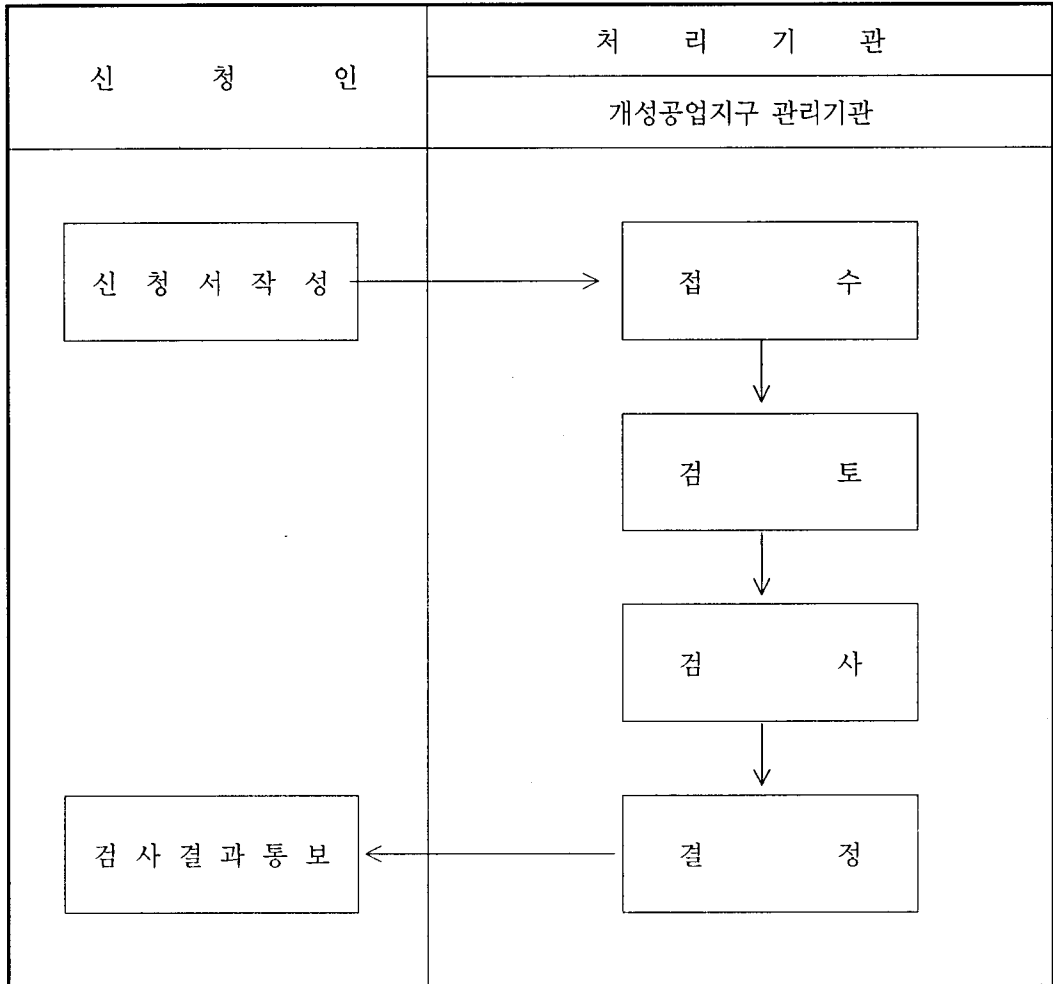 신 청 인
처 리 기 관
개성공업지구 관리기관
신 청 서 작 성
접 수
검 토
검 사
검 사 결 과 통 보
결 정